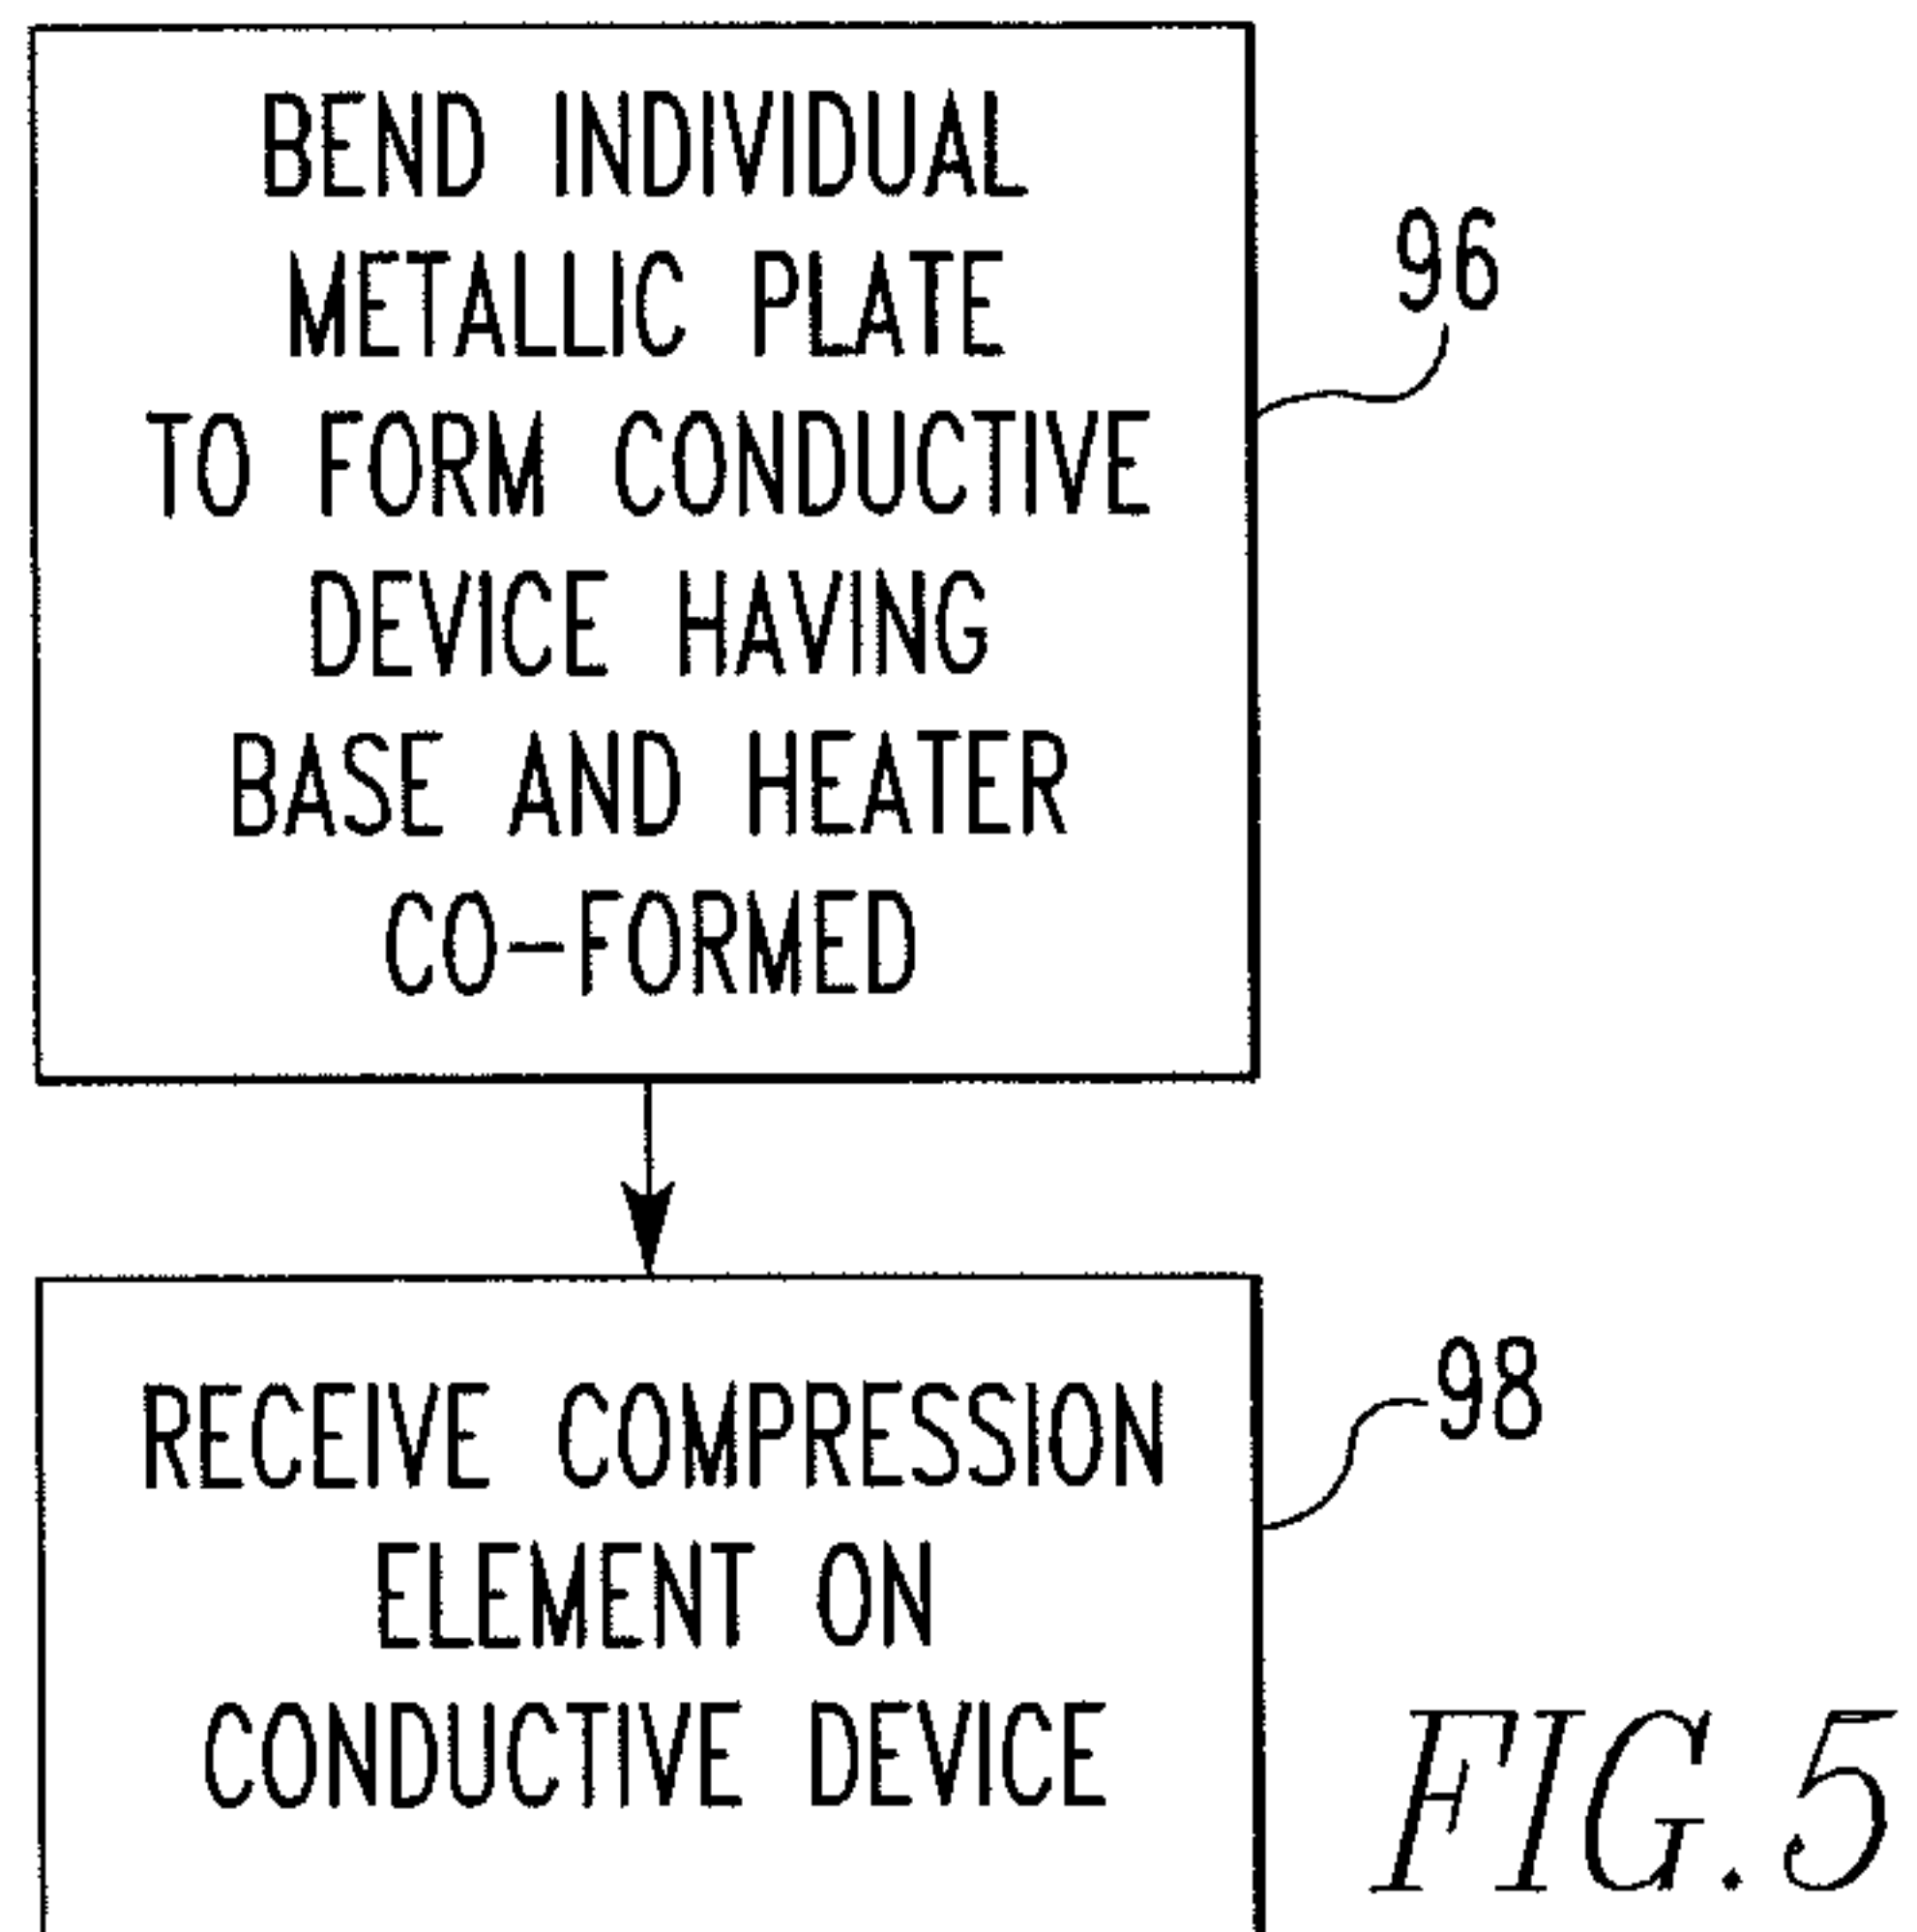 BEND INDIVIDUAL
METALLIC PLATE
TO FORM CONDUCTIVE
DEVICE HAVING
BASE AND HEATER
CO-FORMED
96
RECEIVE COMPRESSION
ELEMENT ON
CONDUCTIVE DEVICE
98
FIG. 5